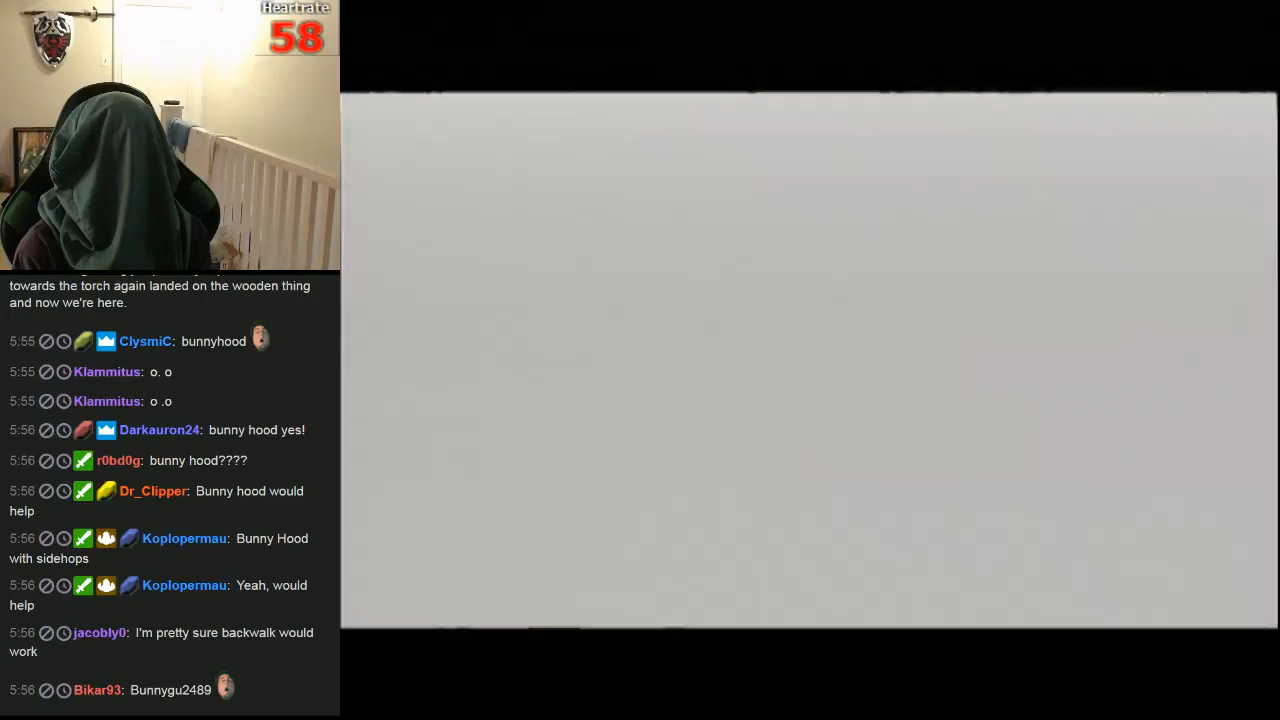 Heartrate
58
towards the torch again landed on the wooden thing
and now we're here.
5:55 ClysmiC: bunnyhood
5:55 Klammitus: o. o
5:55 Klammitus: o .o
5:56 Darkauron24: bunny hood yes!
5:56 r0bd0g: bunny hood????
5:56 Dr_Clipper: Bunny hood would
help
5:56 Koplopermau: Bunny Hood
with sidehops
5:56 Koplopermau: Yeah, would
help
5:56 jacobly0: I'm pretty sure backwalk would
work
5:56 Bikar93: Bunnygu2489